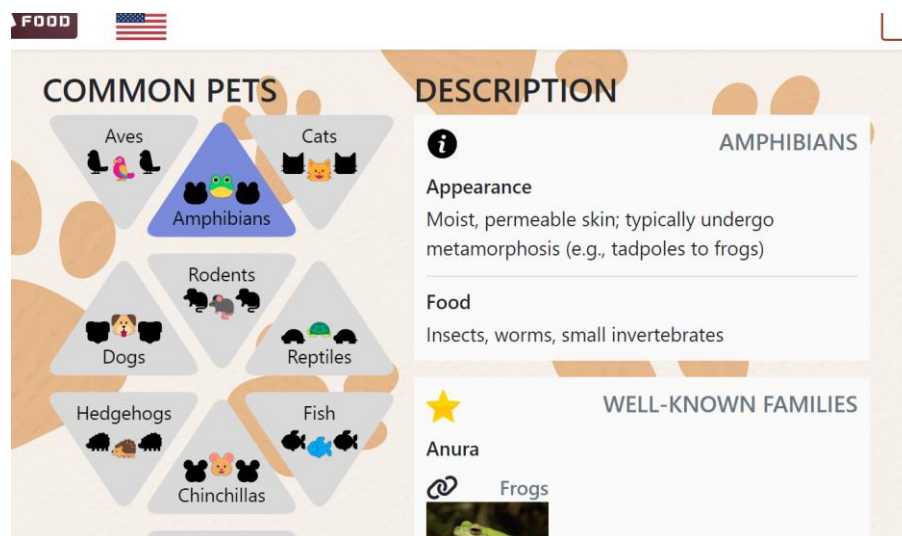 FOOD
COMMON PETS
Aves
Cats
Amphibians
Rodents
Dogs
Reptiles
Hedgehogs
Fish
Chinchillas
DESCRIPTION
AMPHIBIANS
Appearance
Moist, permeable skin; typically undergo
metamorphosis (e.g., tadpoles to frogs)
Food
Insects, worms, small invertebrates
WELL-KNOWN FAMILIES
Anura
Frogs